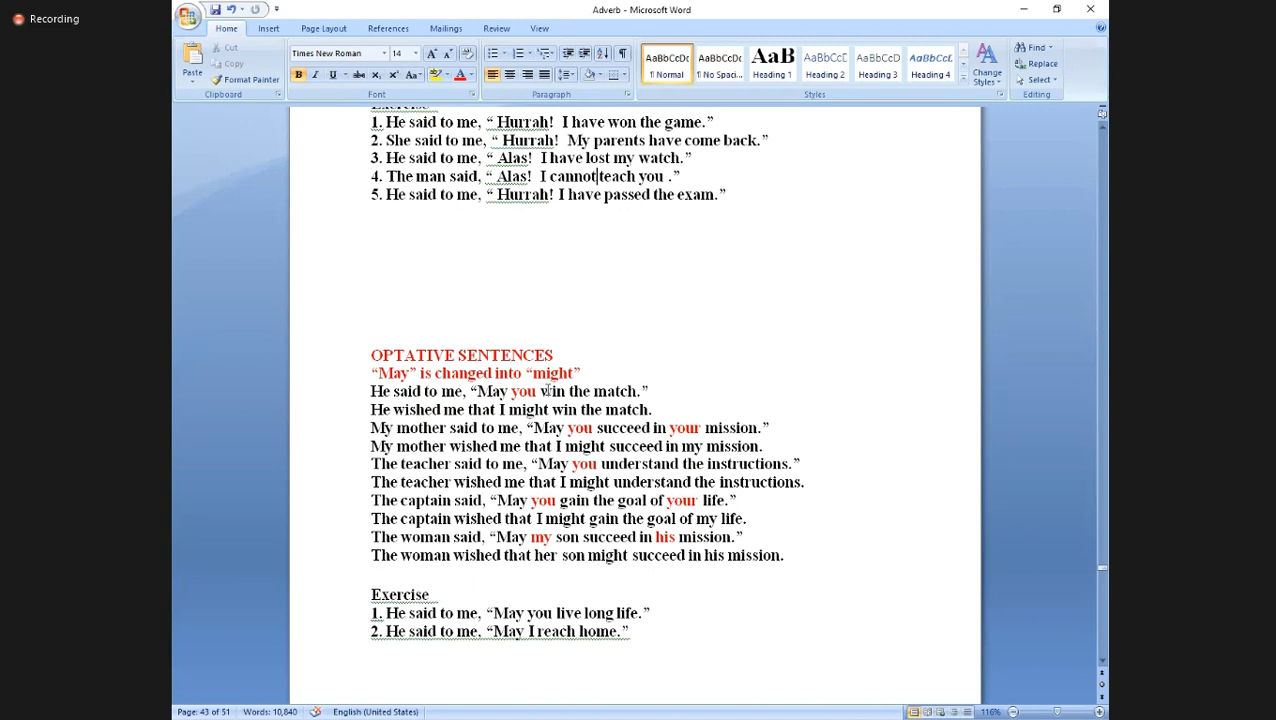 Recording
Adverb - Microsoft Word
Home Insert Page Layout References Mailings Review View
Paste
Cut
Copy
Format Painter
Clipboard
Times New Roman 14
Font
Paragraph
AaBbCcDc AaBbCcDc AaB AaBbCc AaBbCcDc AaBbCcL
¶ Normal ¶ No Spaci... Heading 1 Heading 2 Heading 3 Heading 4
Change Styles
Styles
Find
Replace
Select
Editing
Exercise
1. He said to me, “ Hurrah! I have won the game.”
2. She said to me, “ Hurrah! My parents have come back.”
3. He said to me, “ Alas! I have lost my watch.”
4. The man said, “ Alas! I cannot teach you .”
5. He said to me, “ Hurrah! I have passed the exam.”
OPTATIVE SENTENCES
“May” is changed into “might”
He said to me, “May you win the match.”
He wished me that I might win the match.
My mother said to me, “May you succeed in your mission.”
My mother wished me that I might succeed in my mission.
The teacher said to me, “May you understand the instructions.”
The teacher wished me that I might understand the instructions.
The captain said, “May you gain the goal of your life.”
The captain wished that I might gain the goal of my life.
The woman said, “May my son succeed in his mission.”
The woman wished that her son might succeed in his mission.
Exercise
1. He said to me, “May you live long life.”
2. He said to me, “May I reach home.”
Page: 43 of 51 Words: 10,840 English (United States) 116%